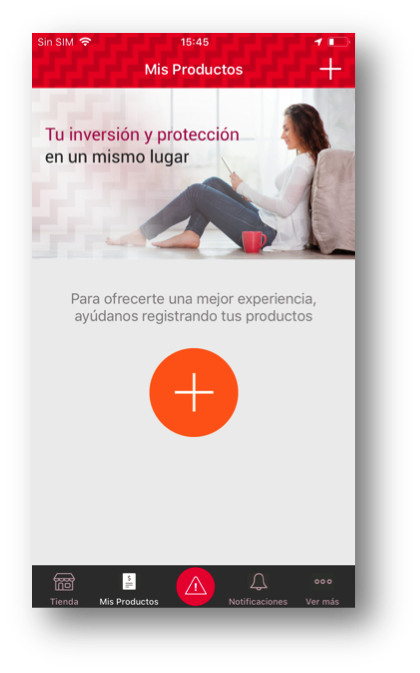 Sin SIM 15:45
Mis Productos
Tu inversión y protección
en un mismo lugar
Para ofrecerte una mejor experiencia,
ayúdanos registrando tus productos
Tienda Mis Productos Notificaciones Ver más